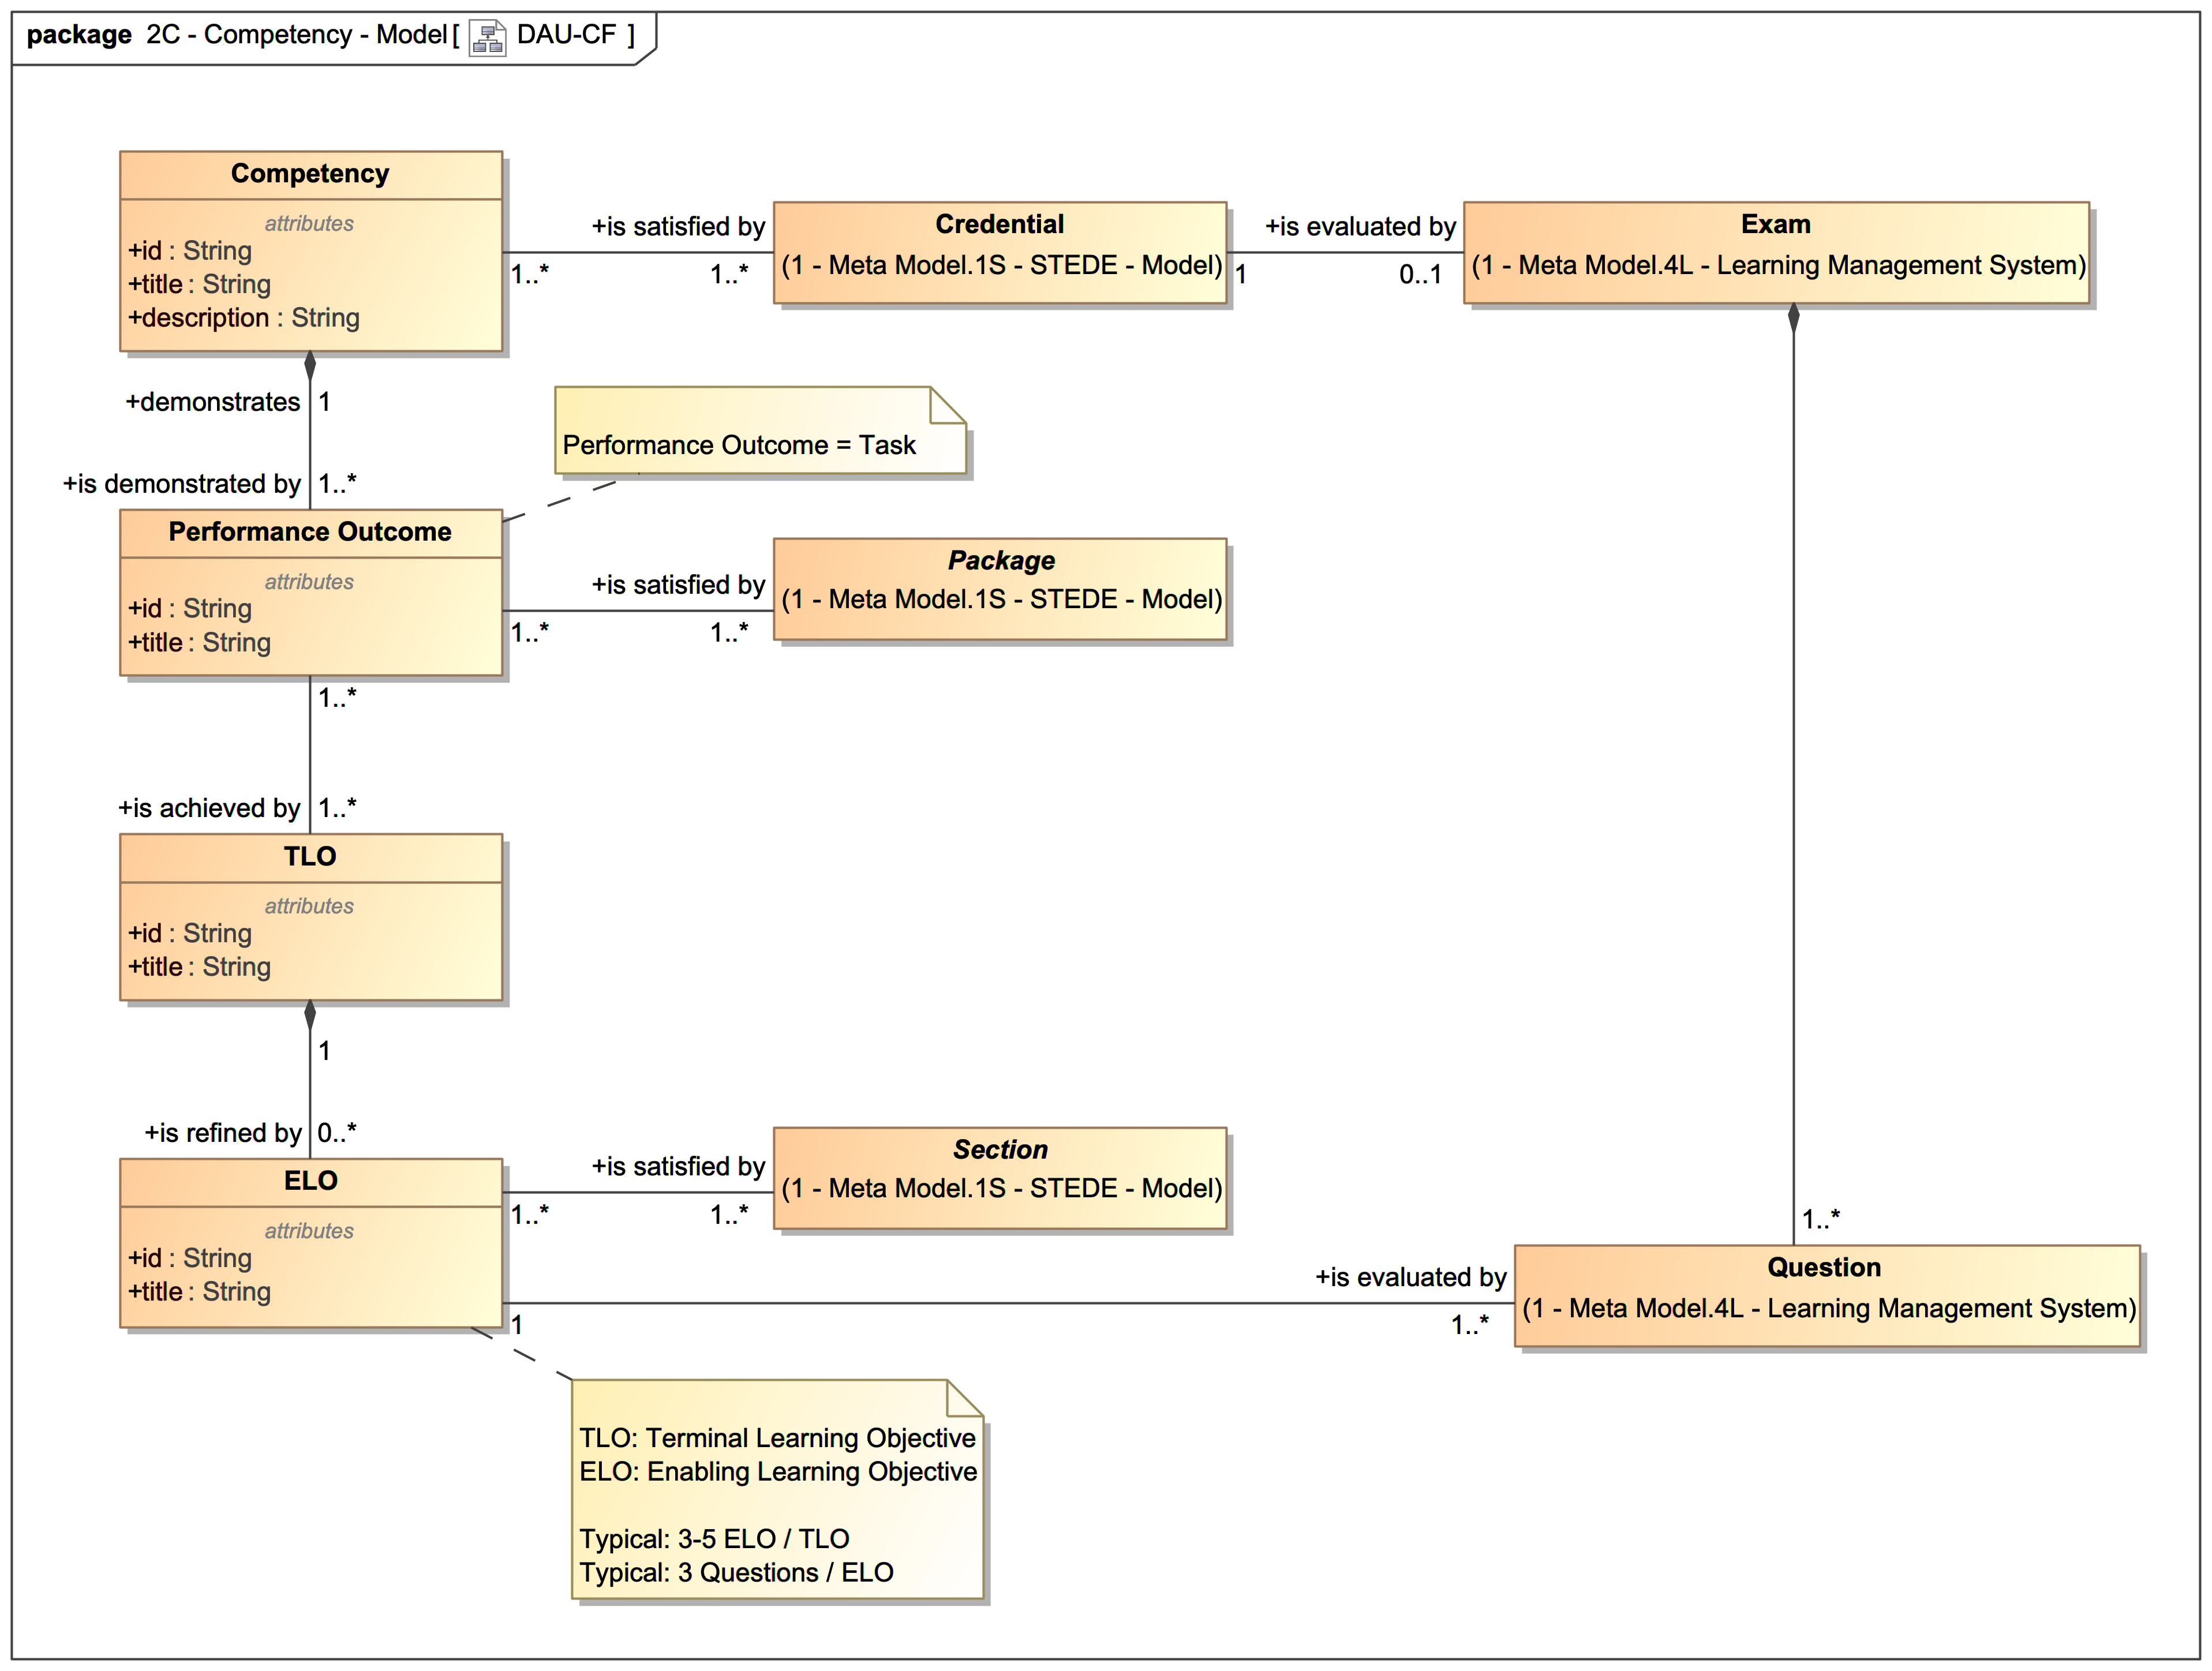 package 2C - Competency - Model [ DAU-CF ]
Competency
attributes
+id : String
+title : String
+description : String
+is satisfied by
1..*
1..*
Credential
(1 - Meta Model.1S - STEDE - Model)
+is evaluated by
1
0..1
Exam
(1 - Meta Model.4L - Learning Management System)
+demonstrates
1
Performance Outcome = Task
+is demonstrated by
1..*
Performance Outcome
attributes
+id : String
+title : String
+is satisfied by
1..*
1..*
Package
(1 - Meta Model.1S - STEDE - Model)
1..*
+is achieved by
1..*
TLO
attributes
+id : String
+title : String
1
+is refined by
0..*
ELO
attributes
+id : String
+title : String
+is satisfied by
1..*
1..*
Section
(1 - Meta Model.1S - STEDE - Model)
1..*
+is evaluated by
1
1..*
Question
(1 - Meta Model.4L - Learning Management System)
TLO: Terminal Learning Objective
ELO: Enabling Learning Objective
Typical: 3-5 ELO / TLO
Typical: 3 Questions / ELO